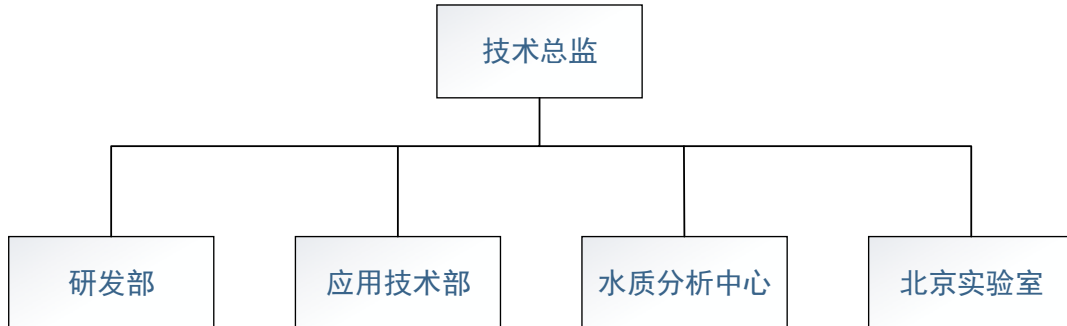 技术总监
研发部
应用技术部
水质分析中心
北京实验室